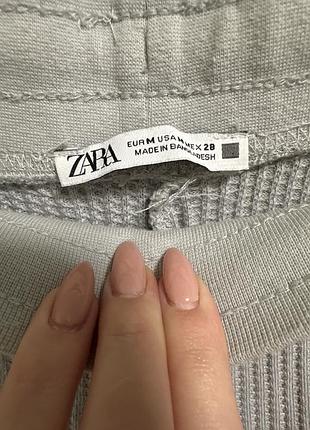 ZARA
EUR M USA M MEX 28
MADE IN BANGLADESH